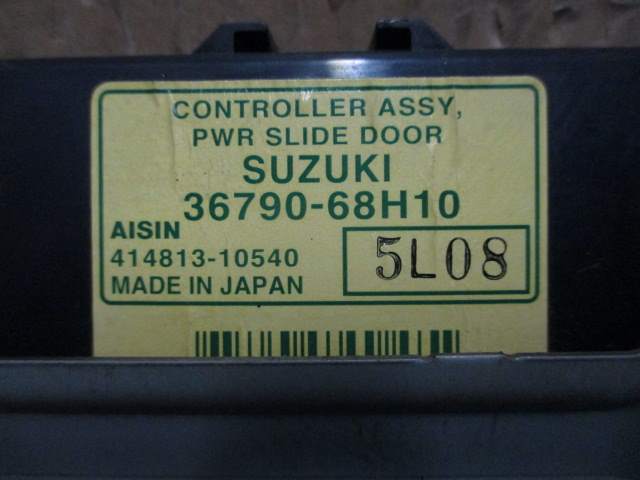 CONTROLLER ASSY,
PWR SLIDE DOOR
SUZUKI
36790-68H10
AISIN
414813-10540
MADE IN JAPAN
5L08